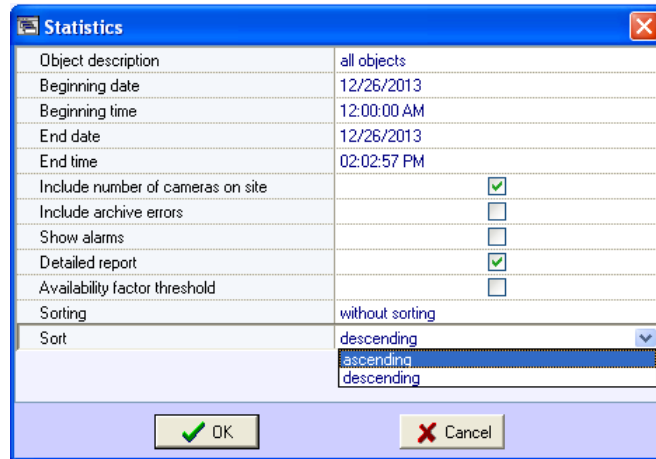 Statistics
Object description all objects
Beginning date 12/26/2013
Beginning time 12:00:00 AM
End date 12/26/2013
End time 02:02:57 PM
Include number of cameras on site
Include archive errors
Show alarms
Detailed report
Availability factor threshold
Sorting without sorting
Sort descending
ascending
descending
OK Cancel